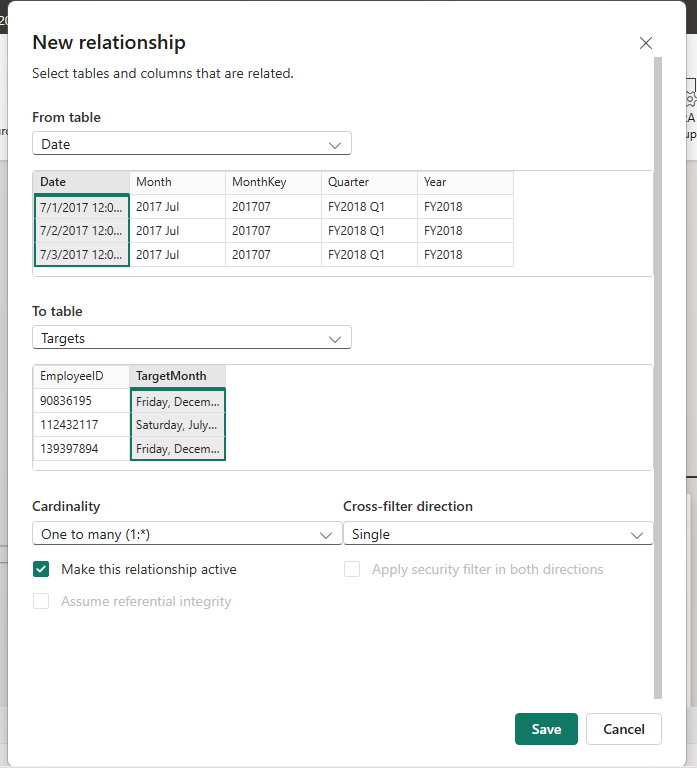 New relationship
Select tables and columns that are related.
From table
Date
Date Month MonthKey Quarter Year
7/1/2017 12:0... 2017 Jul 201707 FY2018 Q1 FY2018
7/2/2017 12:0... 2017 Jul 201707 FY2018 Q1 FY2018
7/3/2017 12:0... 2017 Jul 201707 FY2018 Q1 FY2018
To table
Targets
EmployeeID TargetMonth
90836195 Friday, Decem...
112432117 Saturday, July...
139397894 Friday, Decem...
Cardinality Cross-filter direction
One to many (1:*) Single
Make this relationship active Apply security filter in both directions
Assume referential integrity
Save Cancel